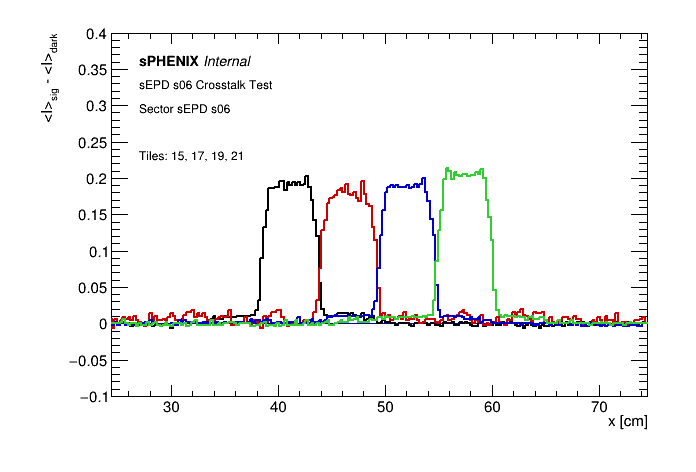 <I>sig - <I>dark
0.4
0.35
0.3
0.25
0.2
0.15
0.1
0.05
0
−0.05
−0.1
sPHENIX Internal
sEPD s06 Crosstalk Test
Sector sEPD s06
Tiles: 15, 17, 19, 21
30 40 50 60 70
x [cm]